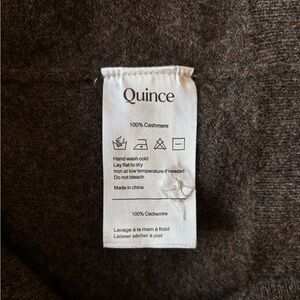 Quince
100% Cashmere
Hand wash cold
Lay flat to dry
Iron at low temperature if needed
Do not bleach
Made in china
100% Cachemire
Lavage à la main à froid
Laisser sécher à plat